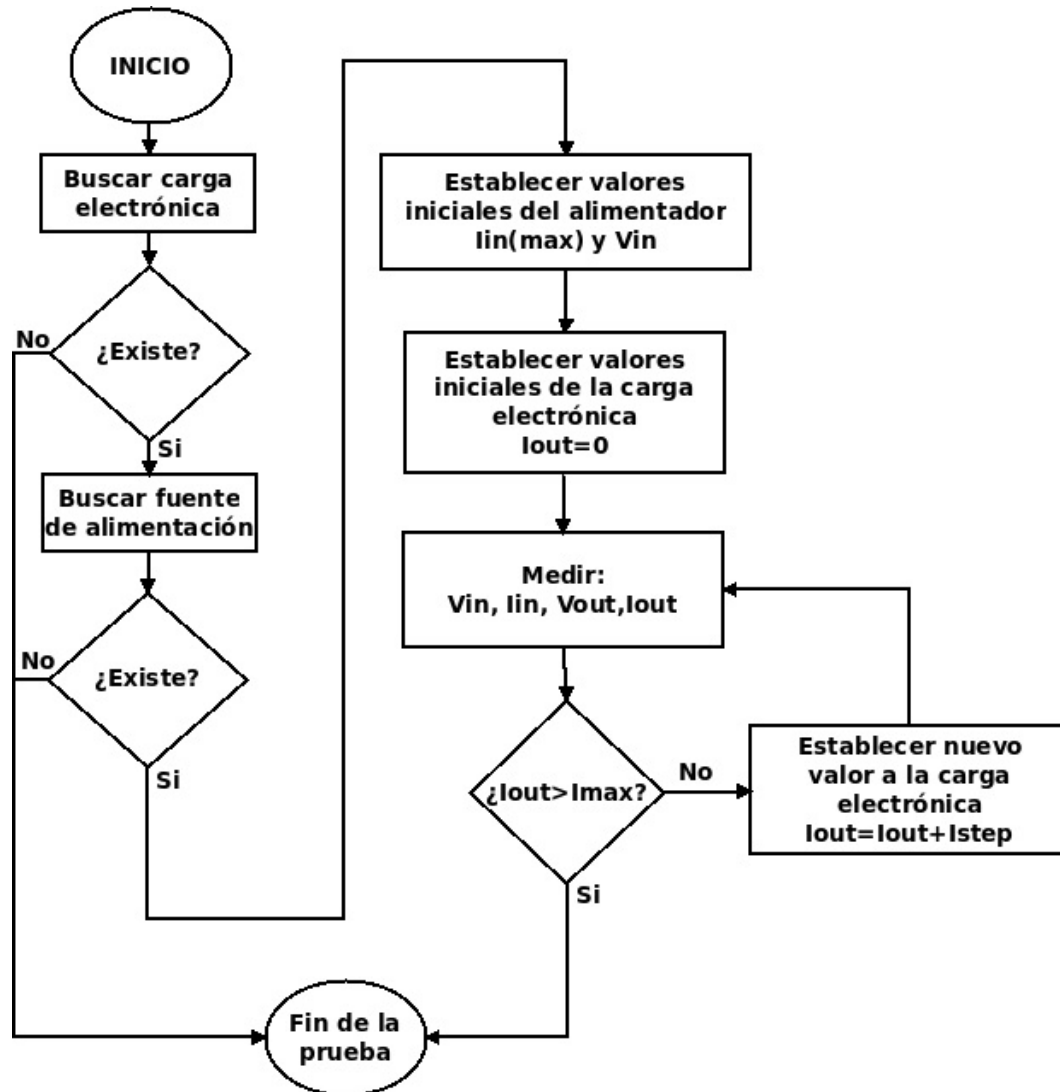 INICIO
Buscar carga
electrónica
¿Existe?
No
Si
Buscar fuente
de alimentación
¿Existe?
No
Si
Establecer valores
iniciales del alimentador
Iin(max) y Vin
Establecer valores
iniciales de la carga
electrónica
Iout=0
Medir:
Vin, Iin, Vout,Iout
¿Iout>Imax?
No
Establecer nuevo
valor a la carga
electrónica
Iout=Iout+Istep
Si
Fin de la
prueba